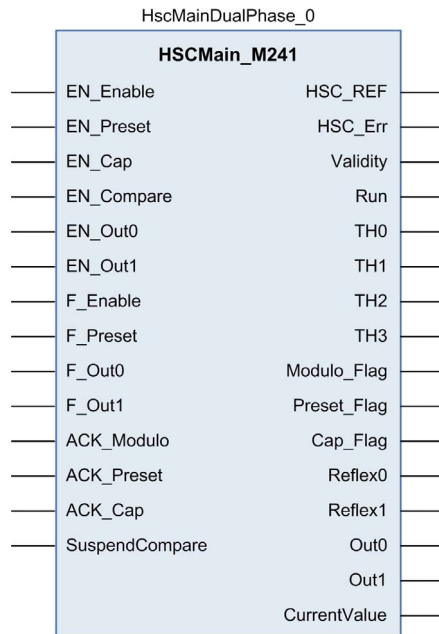 HscMainDualPhase_0
HSCMain_M241
EN_Enable HSC_REF
EN_Preset HSC_Err
EN_Cap Validity
EN_Compare Run
EN_Out0 TH0
EN_Out1 TH1
F_Enable TH2
F_Preset TH3
F_Out0 Modulo_Flag
F_Out1 Preset_Flag
ACK_Modulo Cap_Flag
ACK_Preset Reflex0
ACK_Cap Reflex1
SuspendCompare Out0
Out1
CurrentValue